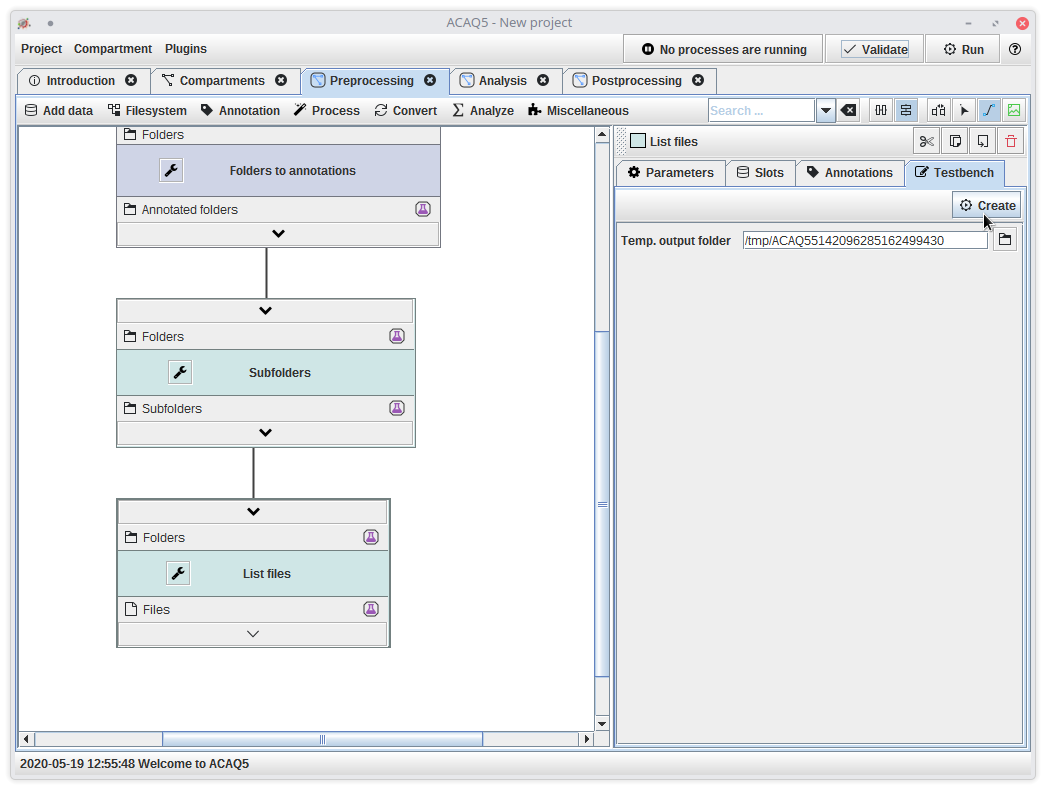 ACAQ5 - New project
Project Compartment Plugins No processes are running Validate Run
Introduction Compartments Preprocessing Analysis Postprocessing
Add data Filesystem Annotation Process Convert Analyze Miscellaneous Search ...
Folders
Folders to annotations
Annotated folders
Folders
Subfolders
Subfolders
Folders
List files
Files
List files
Parameters Slots Annotations Testbench
Create
Temp. output folder /tmp/ACAQ55142096285162499430
2020-05-19 12:55:48 Welcome to ACAQ5